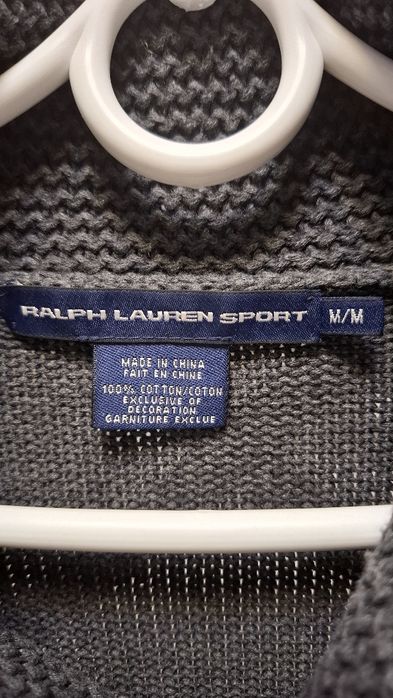 RALPH LAUREN SPORT M/M
MADE IN CHINA
FAIT EN CHINE
100% COTTON/COTON
EXCLUSIVE OF
DECORATION
GARNITURE EXCLUE